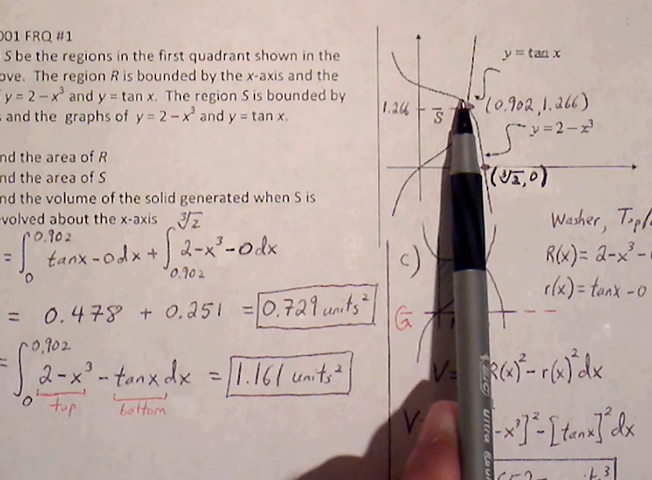 001 FRQ #1
S be the regions in the first quadrant shown in the
ove. The region R is bounded by the x-axis and the
y = 2 − x³ and y = tan x. The region S is bounded by
s and the graphs of y = 2 − x³ and y = tan x.
nd the area of R
nd the area of S
nd the volume of the solid generated when S is
evolved about the x-axis
= ∫₀^0.902 tanx − 0 dx + ∫_0.902^∛2 2 − x³ − 0 dx
= 0.478 + 0.251 = 0.729 units²
= ∫₀^0.902 2 − x³ − tanx dx = 1.161 units²
top bottom
y = tan x
1.266 S (0.902, 1.266)
y = 2 − x³
(∛2, 0)
Washer, Top/
c) R(x) = 2 − x³ −
r(x) = tanx − 0
V = R(x)² − r(x)² dx
V − x³]² − [tanx]² dx